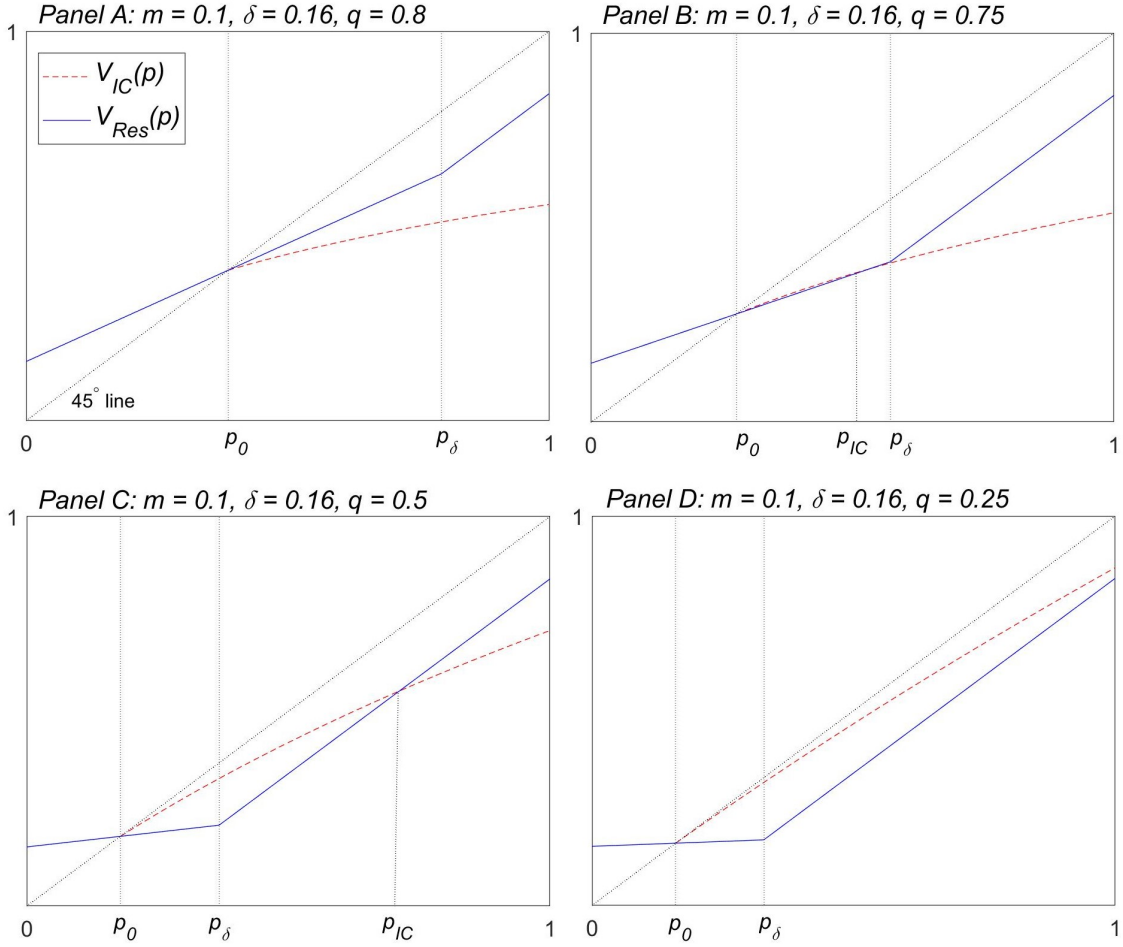 Panel A: m = 0.1, δ = 0.16, q = 0.8
1
V_IC(p)
V_Res(p)
45° line
0
p_0
p_δ
1
Panel B: m = 0.1, δ = 0.16, q = 0.75
1
0
p_0
p_IC
p_δ
1
Panel C: m = 0.1, δ = 0.16, q = 0.5
1
0
p_0
p_δ
p_IC
1
Panel D: m = 0.1, δ = 0.16, q = 0.25
1
0
p_0
p_δ
1